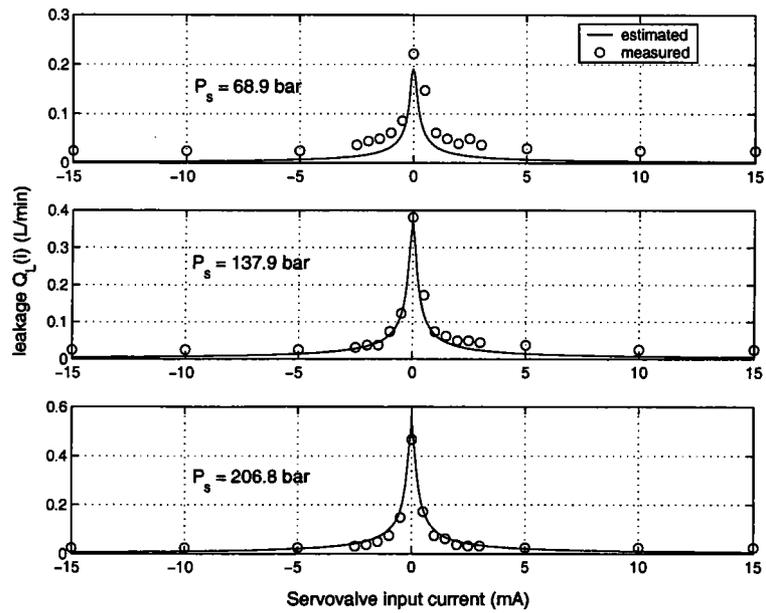 0.3
estimated
measured
0.2
P_s = 68.9 bar
0.1
0
−15 −10 −5 0 5 10 15
0.4
0.3
P_s = 137.9 bar
0.2
0.1
0
−15 −10 −5 0 5 10 15
leakage Q_L(i) (L/min)
0.6
0.4
P_s = 206.8 bar
0.2
0
−15 −10 −5 0 5 10 15
Servovalve input current (mA)